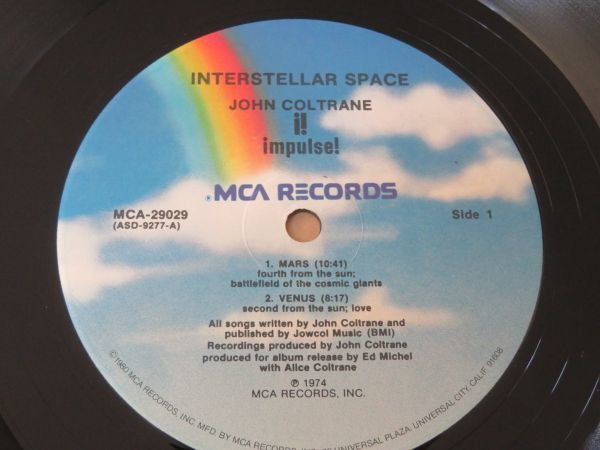 INTERSTELLAR SPACE
JOHN COLTRANE
i!
impulse!
MCA RECORDS
MCA-29029
(ASD-9277-A)
Side 1
1. MARS (10:41)
fourth from the sun;
battlefield of the cosmic giants
2. VENUS (8:17)
second from the sun; love
All songs written by John Coltrane and
published by Jowcol Music (BMI)
Recordings produced by John Coltrane
produced for album release by Ed Michel
with Alice Coltrane
℗ 1974
MCA RECORDS, INC.
©1980 MCA RECORDS, INC. MFD. BY MCA RECORDS, INC., UNIVERSAL PLAZA, UNIVERSAL CITY, CALIF. 91608